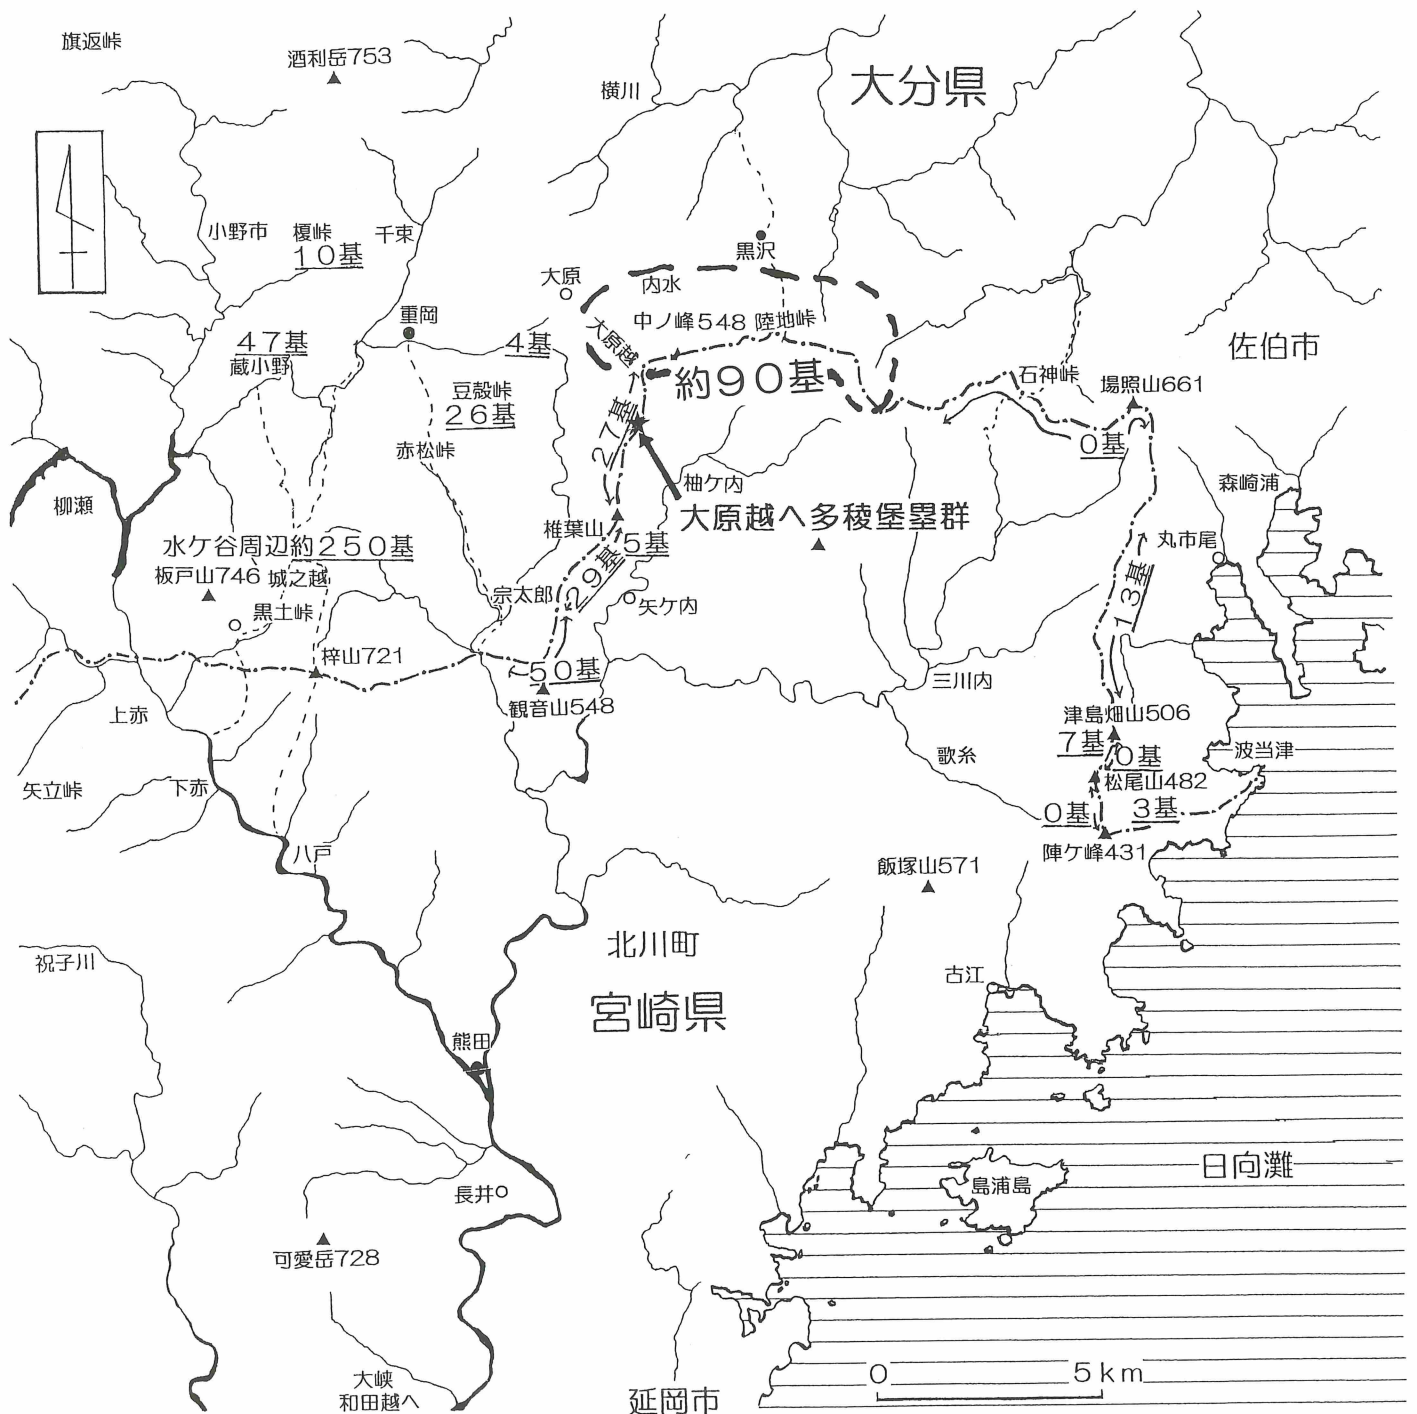 旗返峠
酒利岳753
横川
大分県
小野市
榎峠
10基
千束
黒沢
大原
内水
重岡
47基
蔵小野
4基
大原越
中ノ峰548
陸地峠
約90基
豆殻峠
26基
赤松峠
27基
石神峠
場照山661
0基
佐伯市
柳瀬
柚ケ内
大原越へ多稜堡塁群
森崎浦
丸市尾
水ケ谷周辺約250基
板戸山746
城之越
黒土峠
椎葉山
5基
29基
宗太郎
矢ケ内
13基
梓山721
50基
観音山548
三川内
上赤
津島畑山506
7基
0基
歌糸
波当津
松尾山482
矢立峠
下赤
0基
3基
陣ケ峰431
八戸
飯塚山571
北川町
祝子川
古江
宮崎県
熊田
日向灘
島浦島
長井
可愛岳728
大峡
和田越へ
延岡市
0
5km